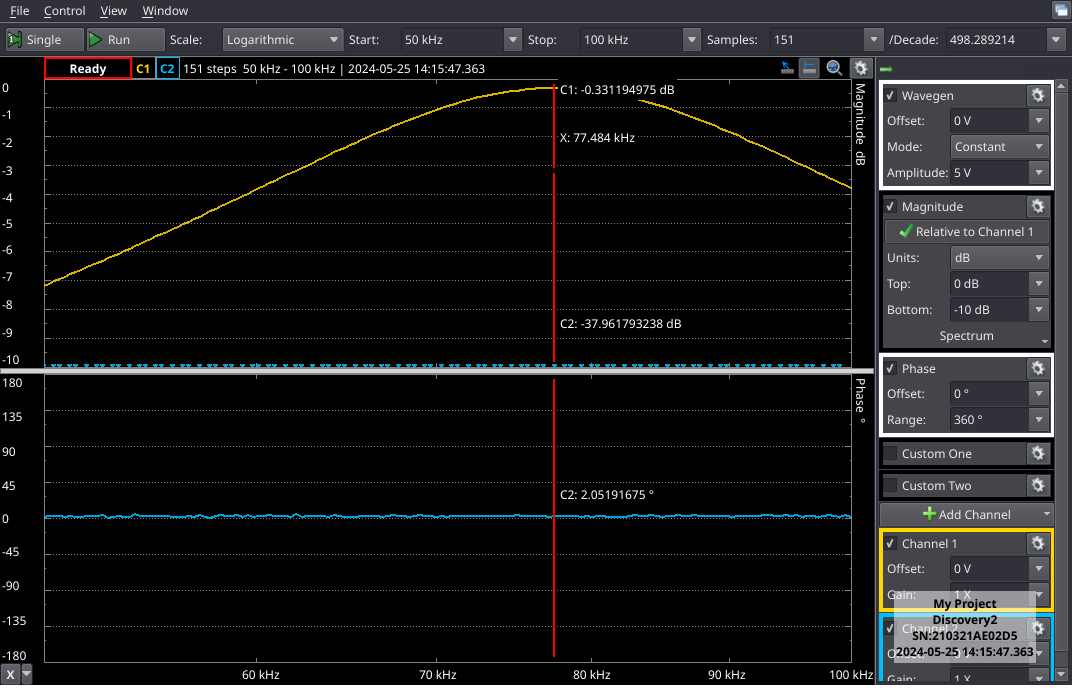 File Control View Window
Single Run Scale: Logarithmic Start: 50 kHz Stop: 100 kHz Samples: 151 /Decade: 498.289214
Ready C1 C2 151 steps 50 kHz - 100 kHz | 2024-05-25 14:15:47.363
0
-1
-2
-3
-4
-5
-6
-7
-8
-9
-10
C1: -0.331194975 dB
X: 77.484 kHz
C2: -37.961793238 dB
Magnitude dB
180
135
90
45
0
-45
-90
-135
-180
C2: 2.05191675 °
Phase °
X
60 kHz 70 kHz 80 kHz 90 kHz 100 kHz
Wavegen
Offset: 0 V
Mode: Constant
Amplitude: 5 V
Magnitude
Relative to Channel 1
Units: dB
Top: 0 dB
Bottom: -10 dB
Spectrum
Phase
Offset: 0 °
Range: 360 °
Custom One
Custom Two
Add Channel
Channel 1
Offset: 0 V
Gain: 1 X
My Project
Discovery2
SN:210321AE02D5
2024-05-25 14:15:47.363
Channel 2
Gain: 1 X